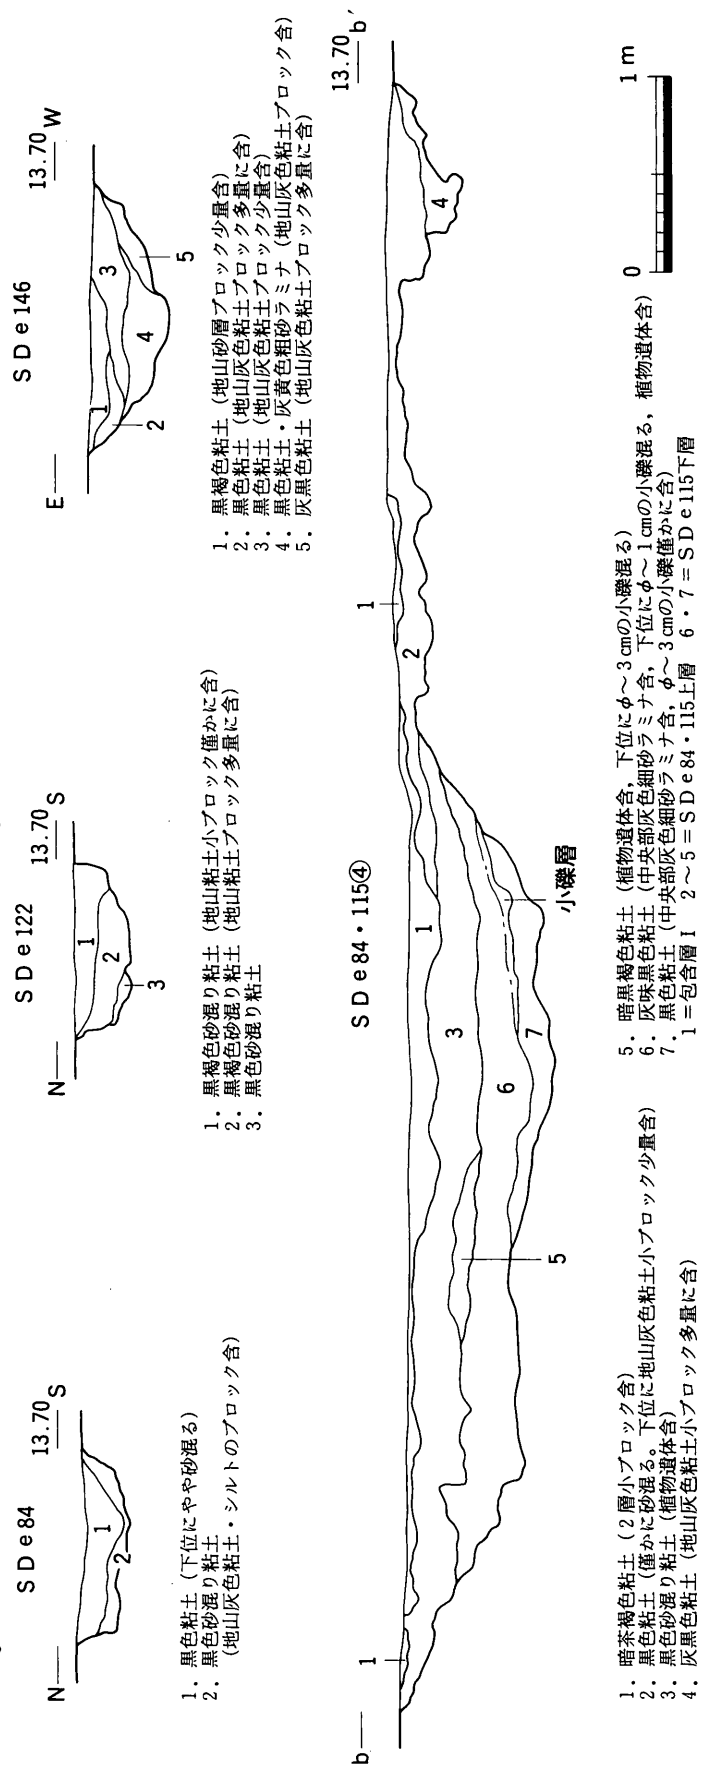 SDe84
N
13.70
S
1
2
1. 黒色粘土(下位にやや砂混る)
2. 黒色砂混り粘土
(地山灰色粘土・シルトのブロック含)
SDe122
N
13.70
S
1
2
3
1. 黒褐色砂混り粘土(地山粘土小ブロック僅かに含)
2. 黒褐色砂混り粘土(地山粘土ブロック多量に含)
3. 黒色砂混り粘土
SDe146
E
13.70
W
1
2
3
4
5
1. 黒褐色粘土(地山砂層ブロック少量含)
2. 黒色粘土(地山灰色粘土ブロック多量に含)
3. 黒色粘土(地山灰色粘土ブロック少量含)
4. 黒色粘土・灰黄色粗砂ラミナ(地山灰色粘土ブロック含)
5. 灰黒色粘土(地山灰色粘土ブロック多量に含)
SDe84・115④
b
13.70
b′
1
5
3
6
7
1
小礫層
2
1
4
1. 暗茶褐色粘土(2層小ブロック含)
2. 黒色粘土(僅かに砂混る。下位に地山灰色粘土小ブロック少量含)
3. 黒色砂混り粘土(植物遺体含)
4. 灰黒色粘土(地山灰色粘土小ブロック多量に含)
5. 暗黒褐色粘土(植物遺体含,下位にφ〜3cmの小礫混る)
6. 灰味黒色粘土(中央部灰色細砂ラミナ含,下位にφ〜1cmの小礫混る,植物遺体含)
7. 黒色粘土(中央部灰色細砂ラミナ含,φ〜3cmの小礫僅かに含)
1=包含層Ⅰ 2〜5=SDe84・115上層 6・7=SDe115下層
0
1m